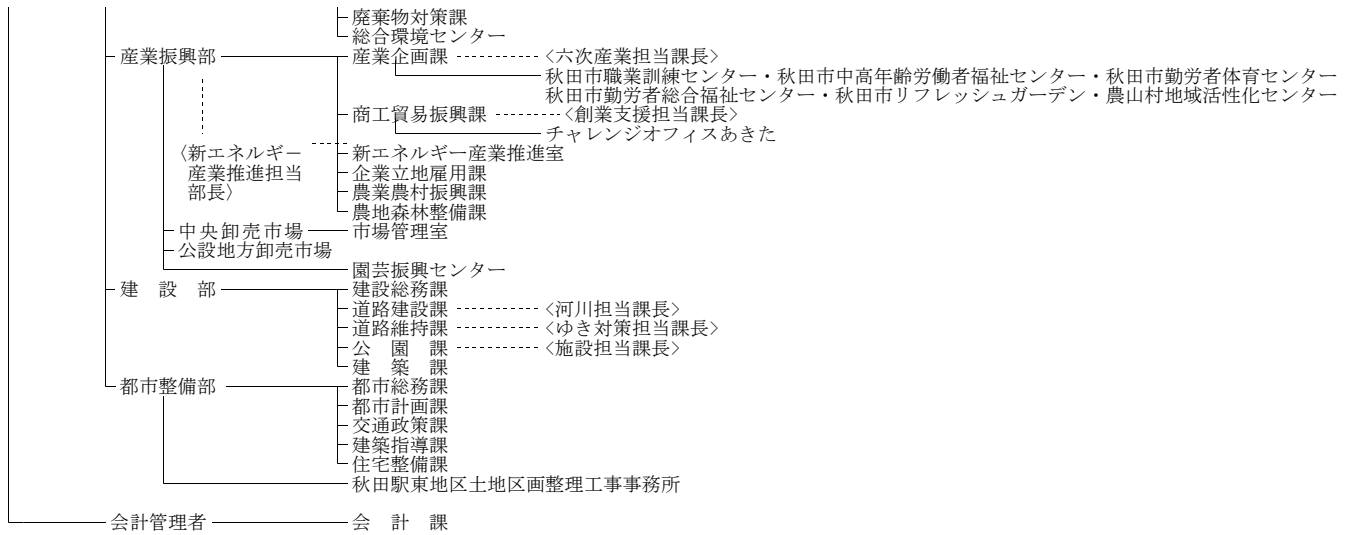 廃棄物対策課
総合環境センター
産業振興部 産業企画課 〈六次産業担当課長〉
秋田市職業訓練センター・秋田市中高年齢労働者福祉センター・秋田市勤労者体育センター
秋田市勤労者総合福祉センター・秋田市リフレッシュガーデン・農山村地域活性化センター
商工貿易振興課 〈創業支援担当課長〉
チャレンジオフィスあきた
〈新エネルギー
産業推進担当
部長〉
新エネルギー産業推進室
企業立地雇用課
農業農村振興課
農地森林整備課
中央卸売市場 市場管理室
公設地方卸売市場
園芸振興センター
建 設 部 建設総務課
道路建設課 〈河川担当課長〉
道路維持課 〈ゆき対策担当課長〉
公 園 課 〈施設担当課長〉
建 築 課
都市整備部 都市総務課
都市計画課
交通政策課
建築指導課
住宅整備課
秋田駅東地区土地区画整理工事事務所
会計管理者 会 計 課